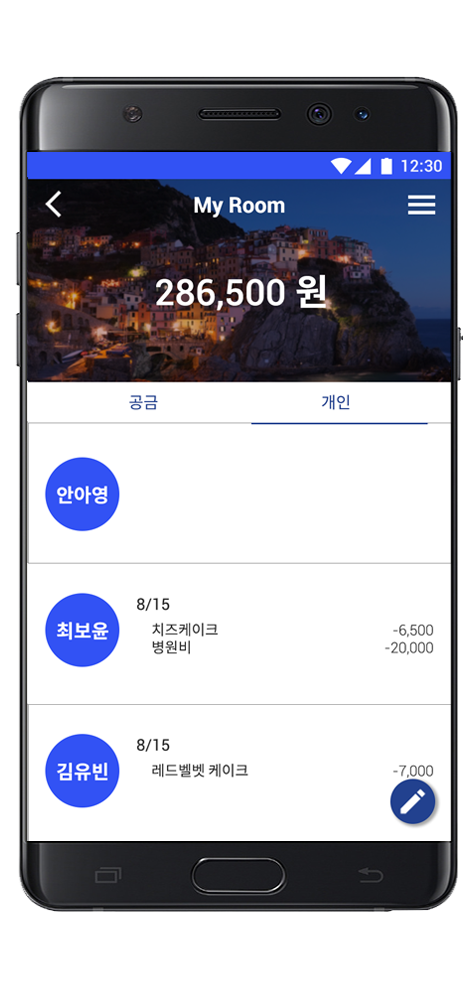 12:30
My Room
286,500 원
공금 개인
안아영
8/15
최보윤 치즈케이크 -6,500
병원비 -20,000
8/15
김유빈 레드벨벳 케이크 -7,000